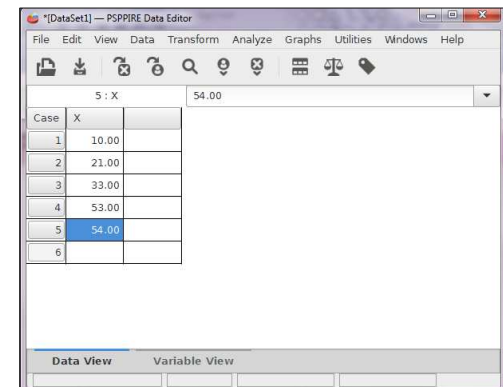 *[DataSet1] — PSPPIRE Data Editor
File Edit View Data Transform Analyze Graphs Utilities Windows Help
5 : X 54.00
Case X
1 10.00
2 21.00
3 33.00
4 53.00
5 54.00
6
Data View Variable View